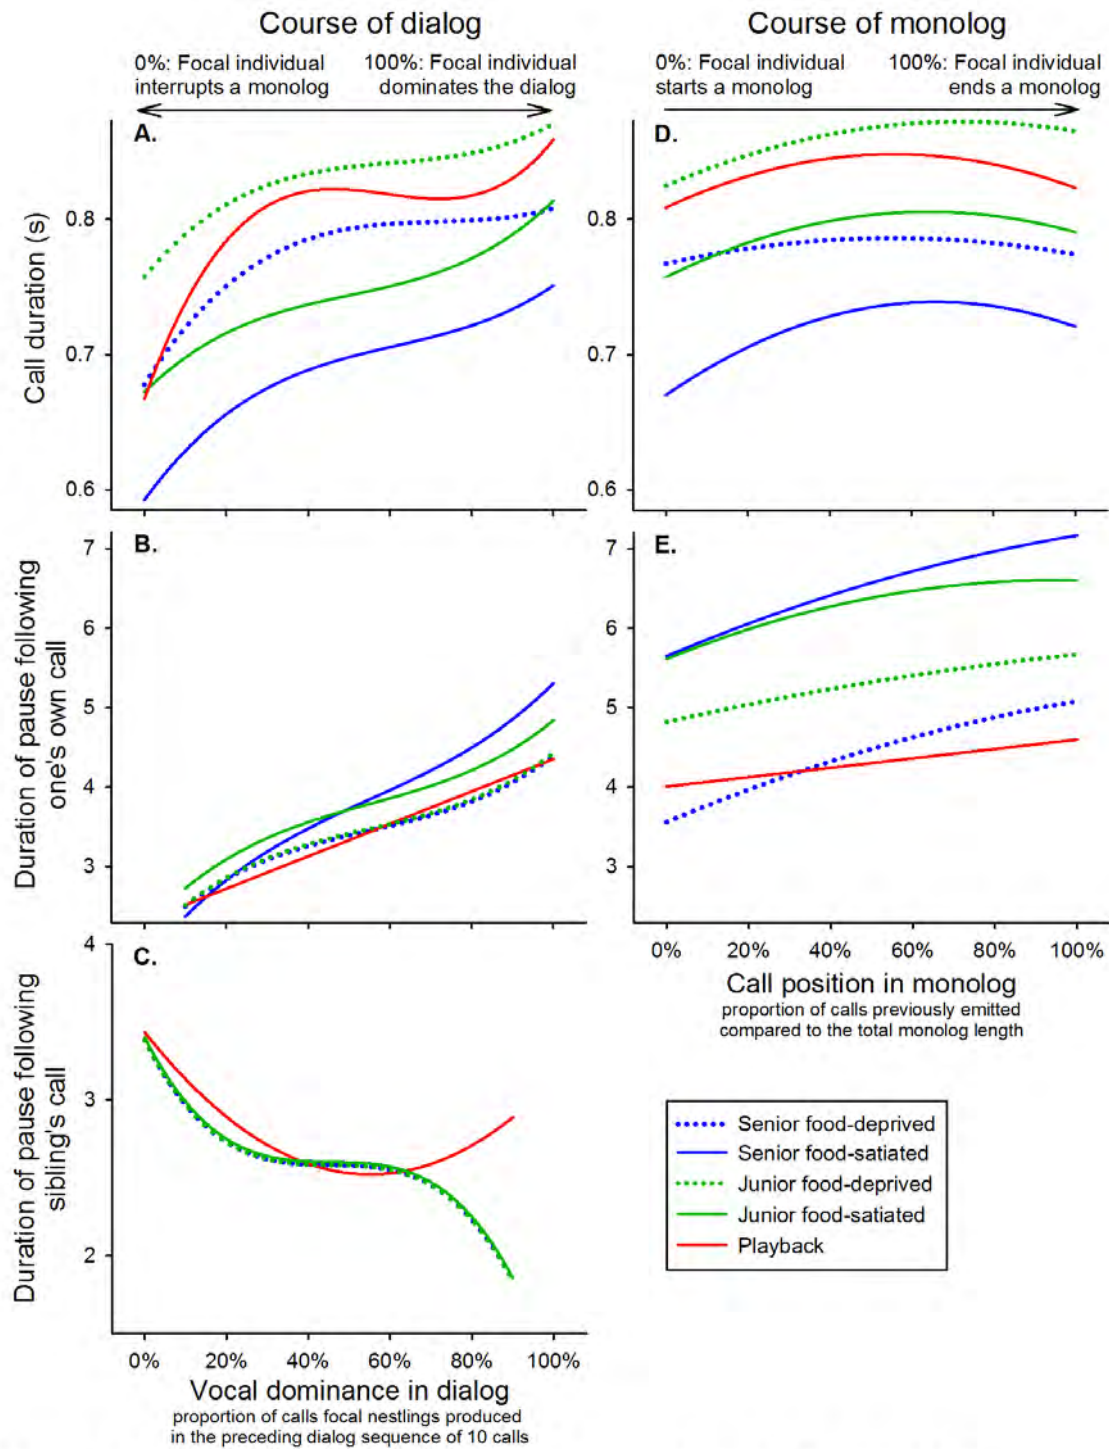 Course of dialog
0%: Focal individual
interrupts a monolog
100%: Focal individual
dominates the dialog
A.
Call duration (s)
0.8
0.7
0.6
B.
Duration of pause following
one's own call
7
6
5
4
3
C.
Duration of pause following
sibling's call
4
3
2
0% 20% 40% 60% 80% 100%
Vocal dominance in dialog
proportion of calls focal nestlings produced
in the preceding dialog sequence of 10 calls
Course of monolog
0%: Focal individual
starts a monolog
100%: Focal individual
ends a monolog
D.
0.8
0.7
0.6
E.
7
6
5
4
3
0% 20% 40% 60% 80% 100%
Call position in monolog
proportion of calls previously emitted
compared to the total monolog length
Senior food-deprived
Senior food-satiated
Junior food-deprived
Junior food-satiated
Playback